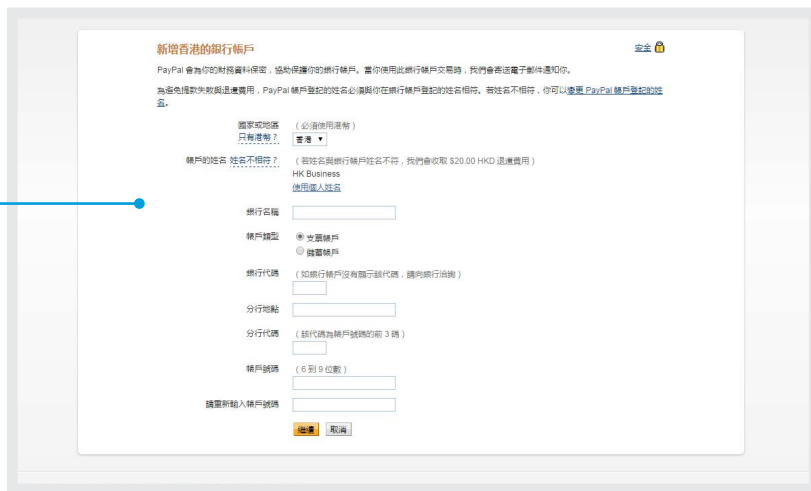 新增香港的銀行帳戶
安全
PayPal 會為你的財務資料保密，協助保護你的銀行帳戶。當你使用此銀行帳戶交易時，我們會寄送電子郵件通知你。
為避免提款失敗與退還費用，PayPal 帳戶登記的姓名必須與你在銀行帳戶登記的姓名相符。若姓名不相符，你可以變更 PayPal 帳戶登記的姓
名。
國家或地區 （必須使用港幣）
只有港幣？ 香港
帳戶的姓名 姓名不相符？ （若姓名與銀行帳戶姓名不符，我們會收取 $20.00 HKD 退還費用）
HK Business
使用個人姓名
銀行名稱
帳戶類型 支票帳戶
儲蓄帳戶
銀行代碼 （如銀行帳戶沒有顯示該代碼，請向銀行洽詢）
分行地點
分行代碼 （該代碼為帳戶號碼的前 3 碼）
帳戶號碼 （6 到 9 位數）
請重新輸入帳戶號碼
繼續 取消